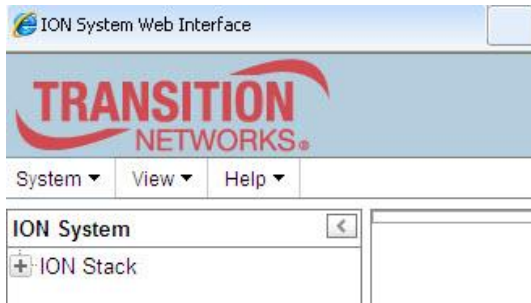 ION System Web Interface
TRANSITION
NETWORKS®
System View Help
ION System
ION Stack